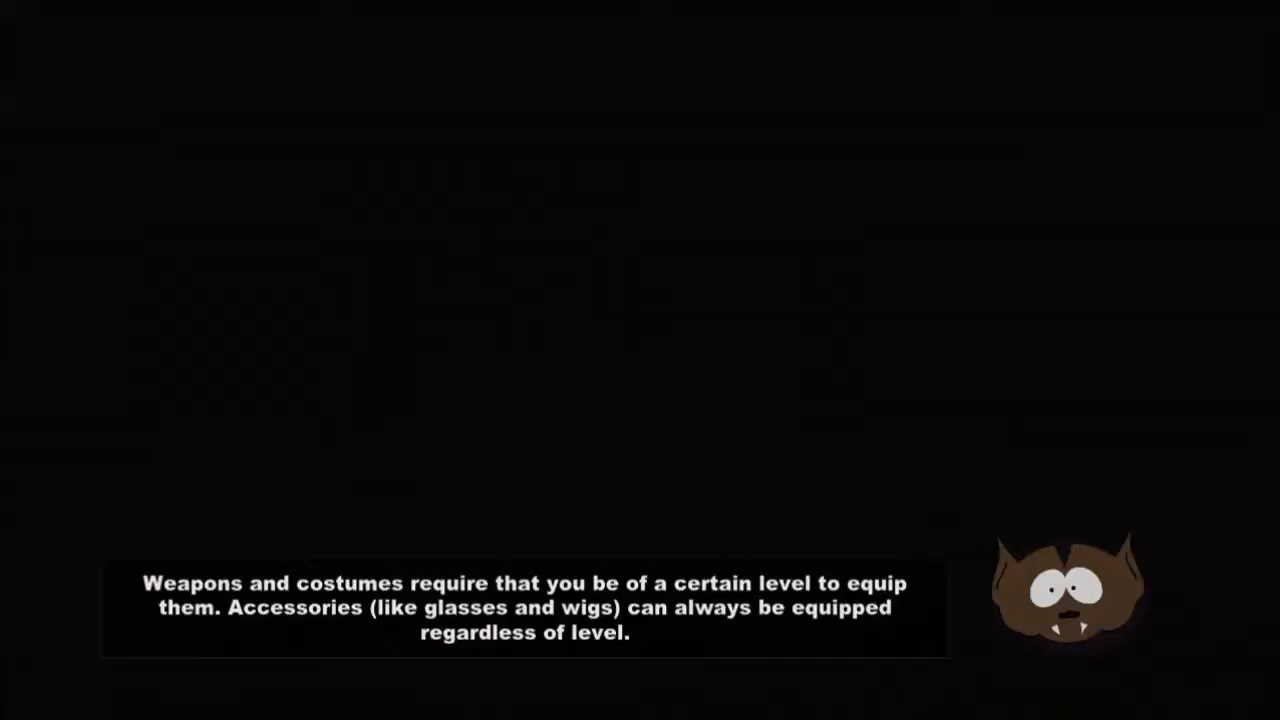 Weapons and costumes require that you be of a certain level to equip
them. Accessories (like glasses and wigs) can always be equipped
regardless of level.